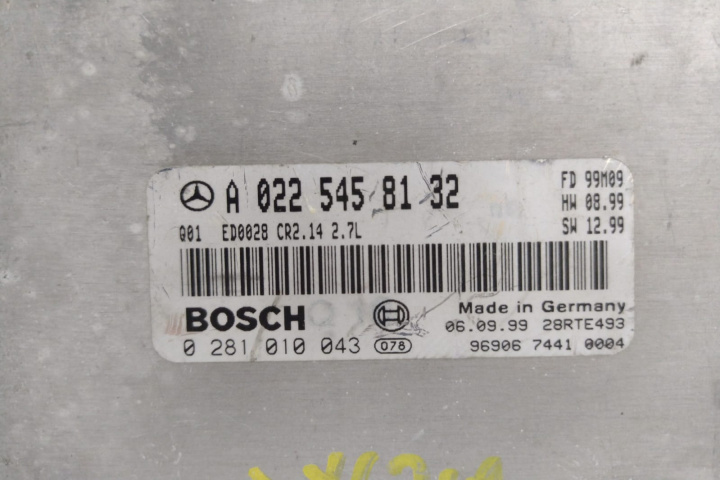 A 022 545 81 32
FD 99M09
HW 08.99
SW 12.99
Q01 ED0028 CR2.14 2.7L
BOSCH
Made in Germany
06.09.99 28RTE493
0 281 010 043 078
96906 7441 0004